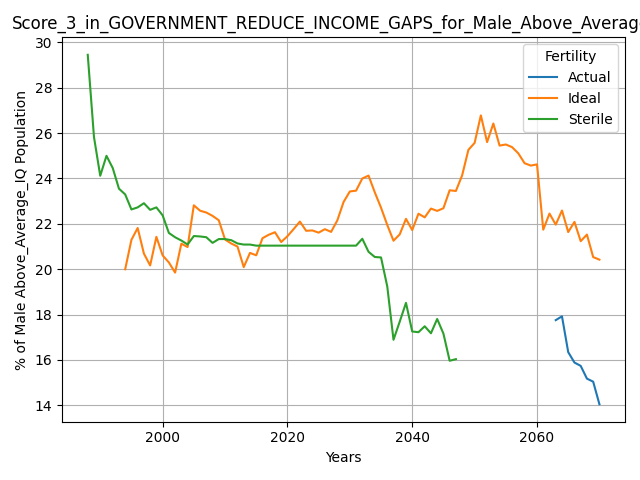 Score_3_in_GOVERNMENT_REDUCE_INCOME_GAPS_for_Male_Above_Averag
30
28
26
24
22
20
18
16
14
% of Male Above_Average_IQ Population
Fertility
Actual
Ideal
Sterile
2000 2020 2040 2060
Years